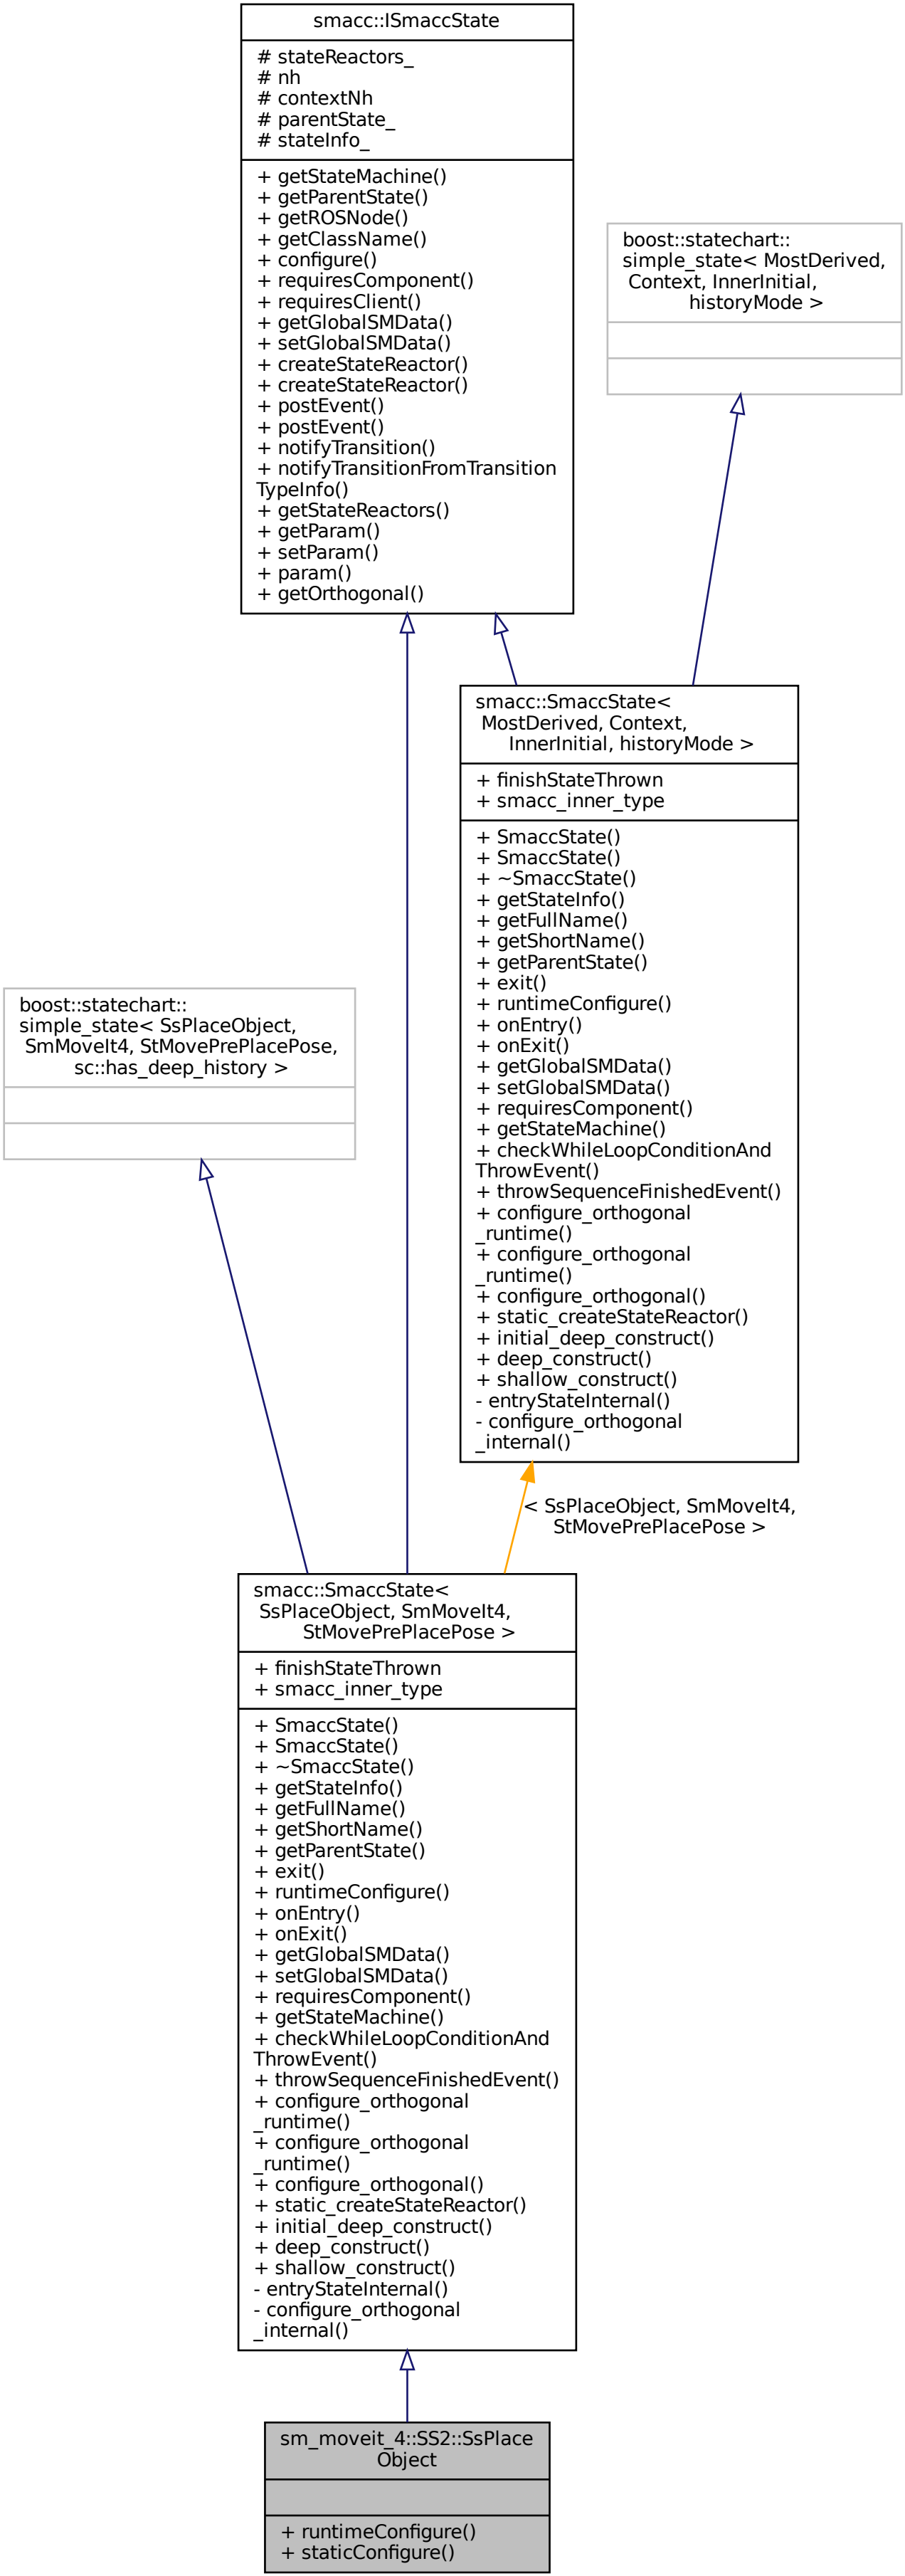 smacc::ISmaccState
# stateReactors_
# nh
# contextNh
# parentState_
# stateInfo_
+ getStateMachine()
+ getParentState()
+ getROSNode()
+ getClassName()
+ configure()
+ requiresComponent()
+ requiresClient()
+ getGlobalSMData()
+ setGlobalSMData()
+ createStateReactor()
+ createStateReactor()
+ postEvent()
+ postEvent()
+ notifyTransition()
+ notifyTransitionFromTransition
TypeInfo()
+ getStateReactors()
+ getParam()
+ setParam()
+ param()
+ getOrthogonal()
boost::statechart::
simple_state< MostDerived,
Context, InnerInitial,
historyMode >
smacc::SmaccState<
MostDerived, Context,
InnerInitial, historyMode >
+ finishStateThrown
+ smacc_inner_type
+ SmaccState()
+ SmaccState()
+ ~SmaccState()
+ getStateInfo()
+ getFullName()
+ getShortName()
+ getParentState()
+ exit()
+ runtimeConfigure()
+ onEntry()
+ onExit()
+ getGlobalSMData()
+ setGlobalSMData()
+ requiresComponent()
+ getStateMachine()
+ checkWhileLoopConditionAnd
ThrowEvent()
+ throwSequenceFinishedEvent()
+ configure_orthogonal
_runtime()
+ configure_orthogonal
_runtime()
+ configure_orthogonal()
+ static_createStateReactor()
+ initial_deep_construct()
+ deep_construct()
+ shallow_construct()
- entryStateInternal()
- configure_orthogonal
_internal()
boost::statechart::
simple_state< SsPlaceObject,
SmMoveIt4, StMovePrePlacePose,
sc::has_deep_history >
< SsPlaceObject, SmMoveIt4,
StMovePrePlacePose >
smacc::SmaccState<
SsPlaceObject, SmMoveIt4,
StMovePrePlacePose >
+ finishStateThrown
+ smacc_inner_type
+ SmaccState()
+ SmaccState()
+ ~SmaccState()
+ getStateInfo()
+ getFullName()
+ getShortName()
+ getParentState()
+ exit()
+ runtimeConfigure()
+ onEntry()
+ onExit()
+ getGlobalSMData()
+ setGlobalSMData()
+ requiresComponent()
+ getStateMachine()
+ checkWhileLoopConditionAnd
ThrowEvent()
+ throwSequenceFinishedEvent()
+ configure_orthogonal
_runtime()
+ configure_orthogonal
_runtime()
+ configure_orthogonal()
+ static_createStateReactor()
+ initial_deep_construct()
+ deep_construct()
+ shallow_construct()
- entryStateInternal()
- configure_orthogonal
_internal()
sm_moveit_4::SS2::SsPlace
Object
+ runtimeConfigure()
+ staticConfigure()